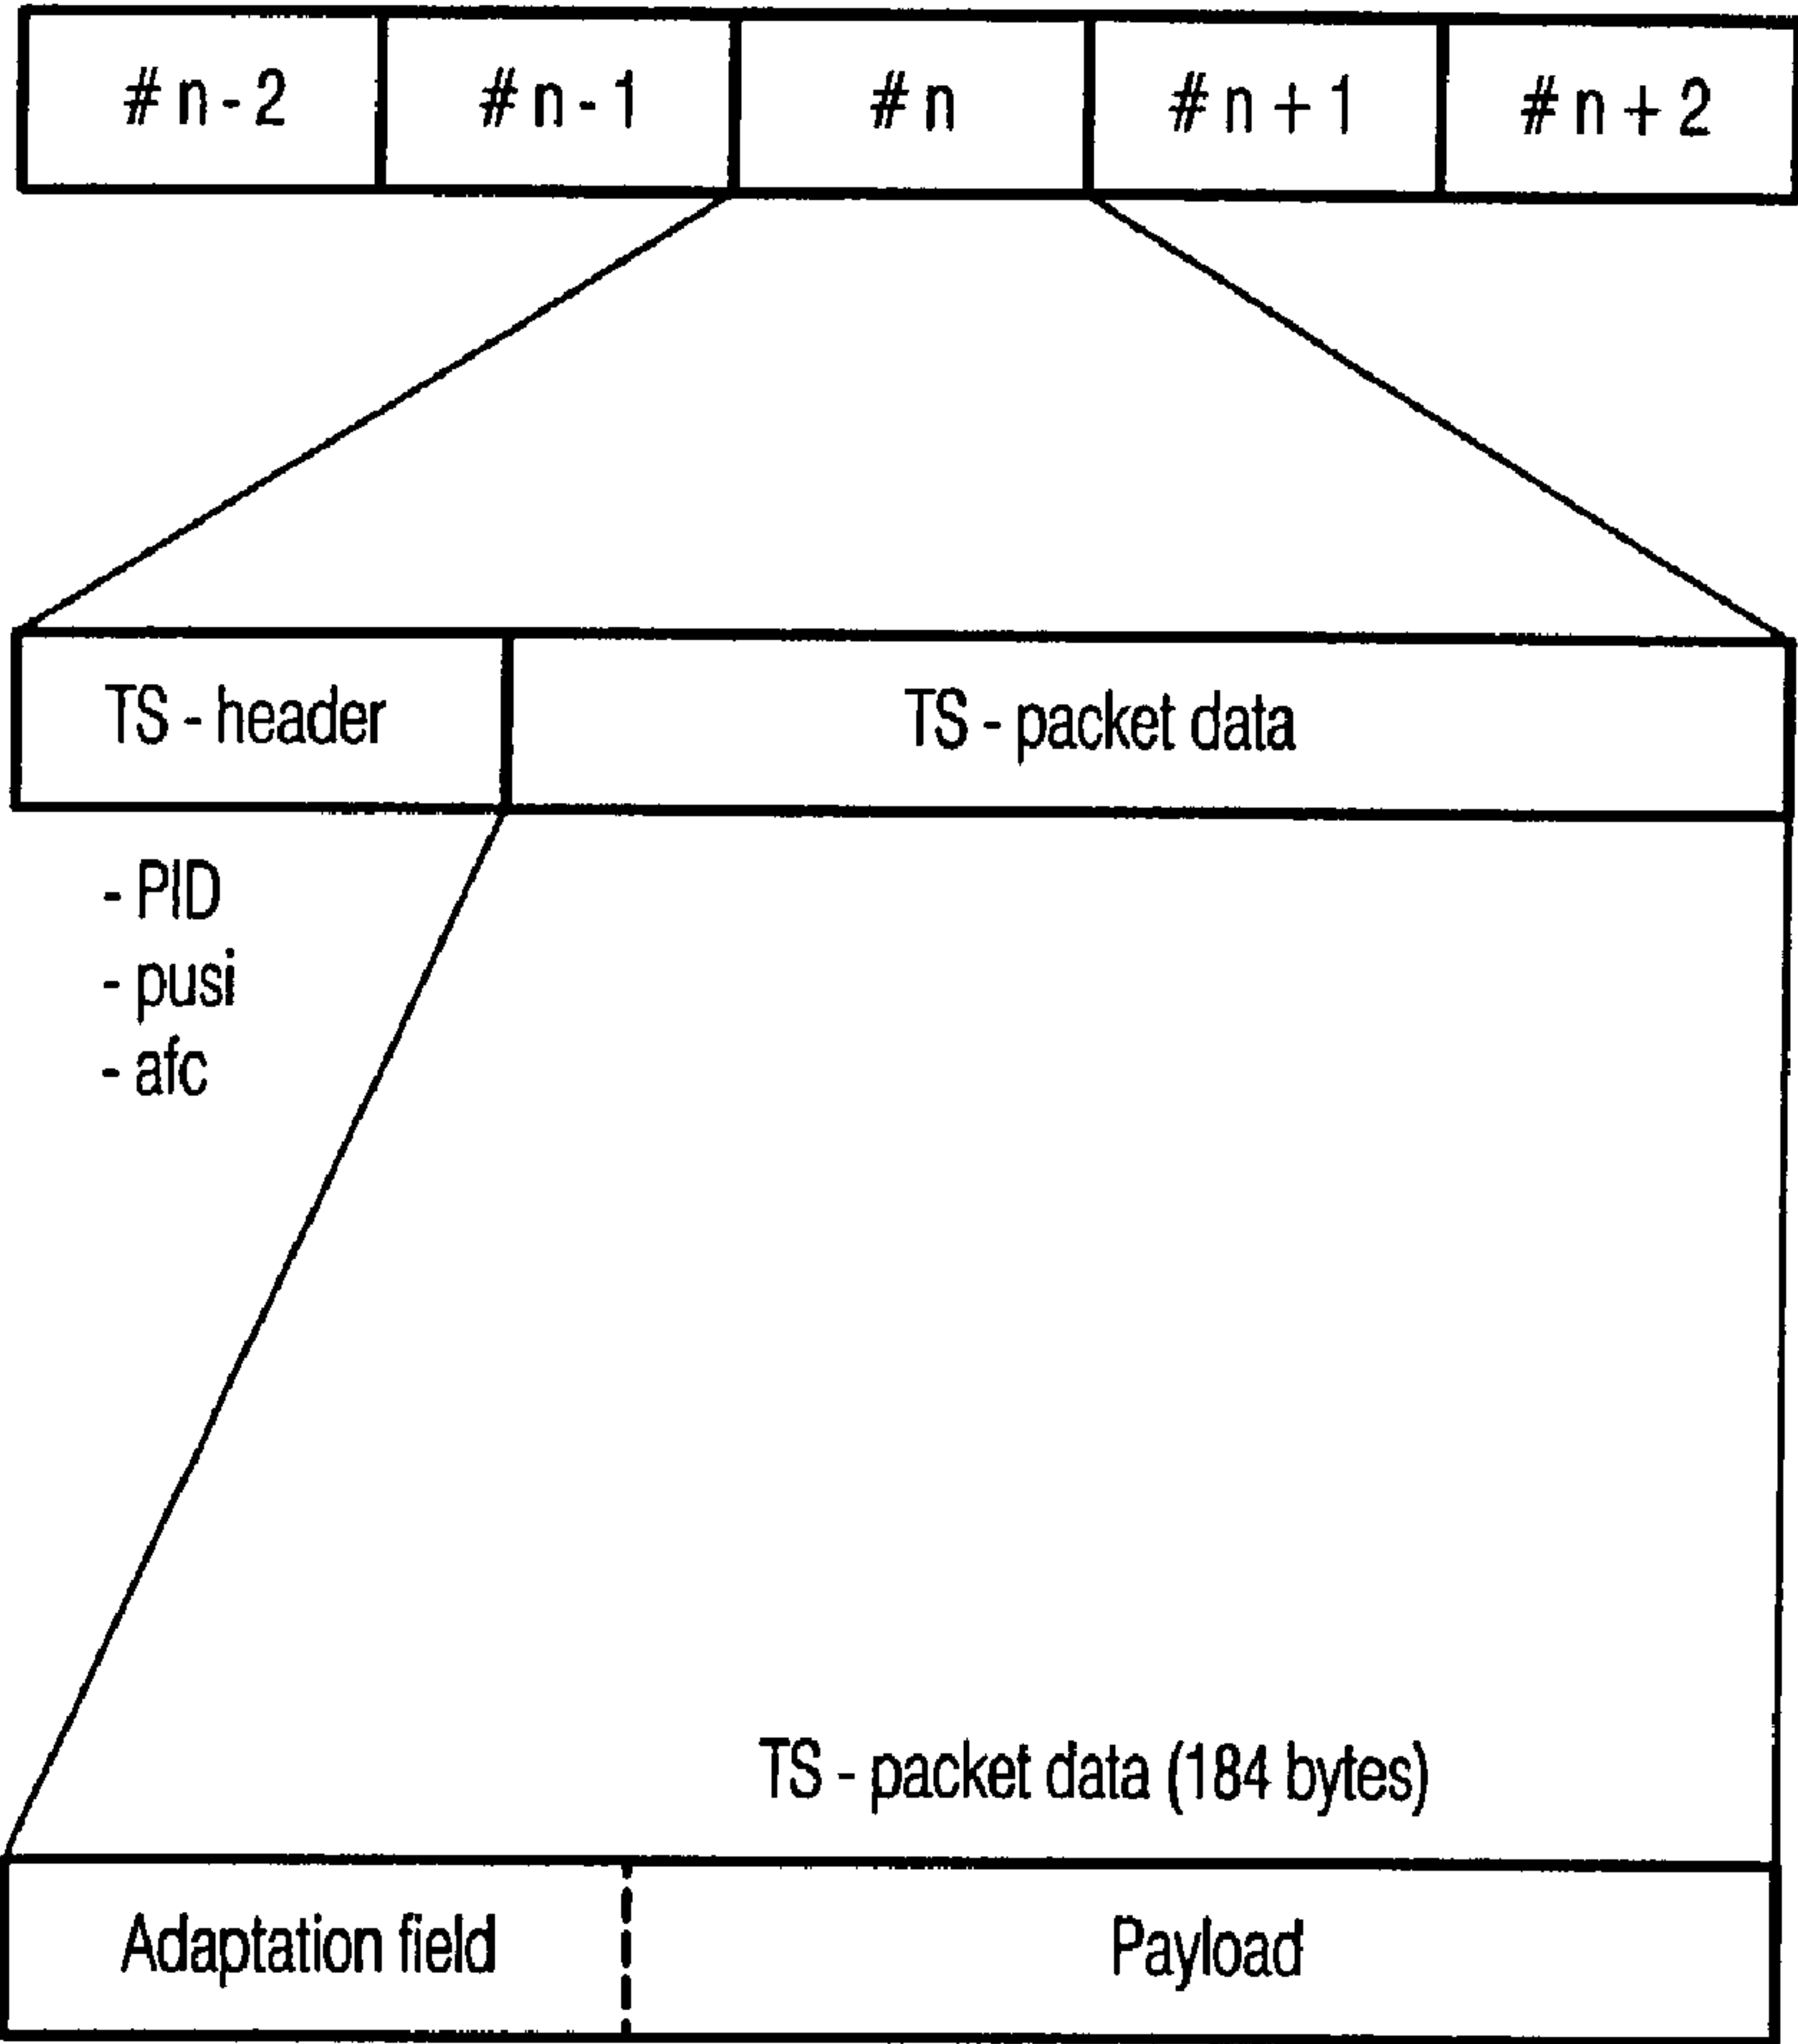 # n - 2 # n - 1 # n # n + 1 # n + 2
TS - header TS - packet data
- PID
- pusi
- afc
TS - packet data (184 bytes)
Adaptation field Payload